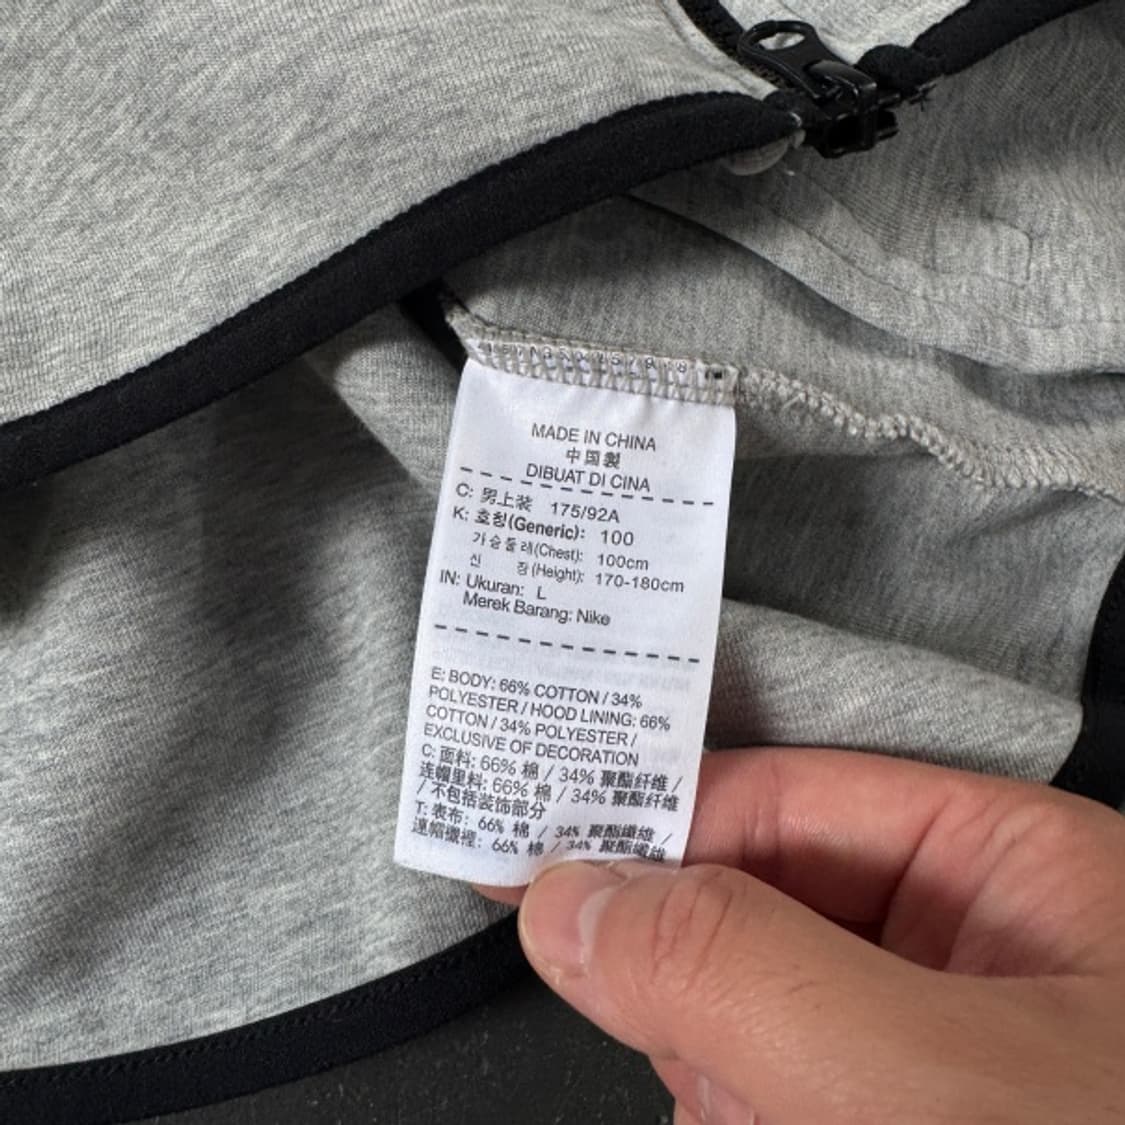 MADE IN CHINA
中国製
DIBUAT DI CINA
C: 男上装 175/92A
K: 호칭(Generic): 100
가슴둘레(Chest): 100cm
신 장(Height): 170-180cm
IN: Ukuran: L
Merek Barang: Nike
E: BODY: 66% COTTON / 34%
POLYESTER / HOOD LINING: 66%
COTTON / 34% POLYESTER /
EXCLUSIVE OF DECORATION
C: 面料: 66% 棉 / 34% 聚酯纤维 /
连帽里料: 66% 棉 / 34% 聚酯纤维
/ 不包括装饰部分
T: 表布: 66% 棉 / 34% 聚酯纖維 /
連帽襯裡: 66% 棉 / 34% 聚酯纖維